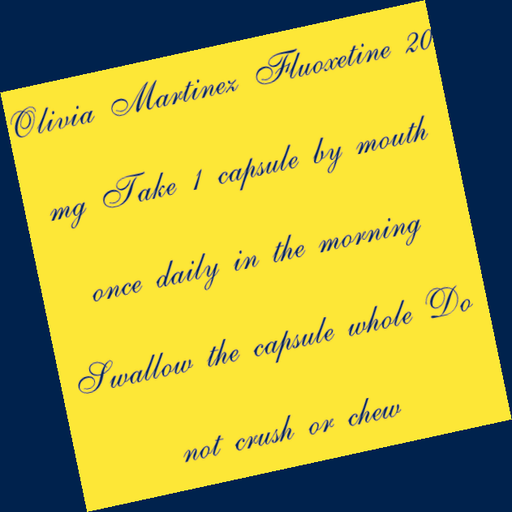 Olivia Martinez Fluoxetine 20
mg Take 1 capsule by mouth
once daily in the morning
Swallow the capsule whole Do
not crush or chew